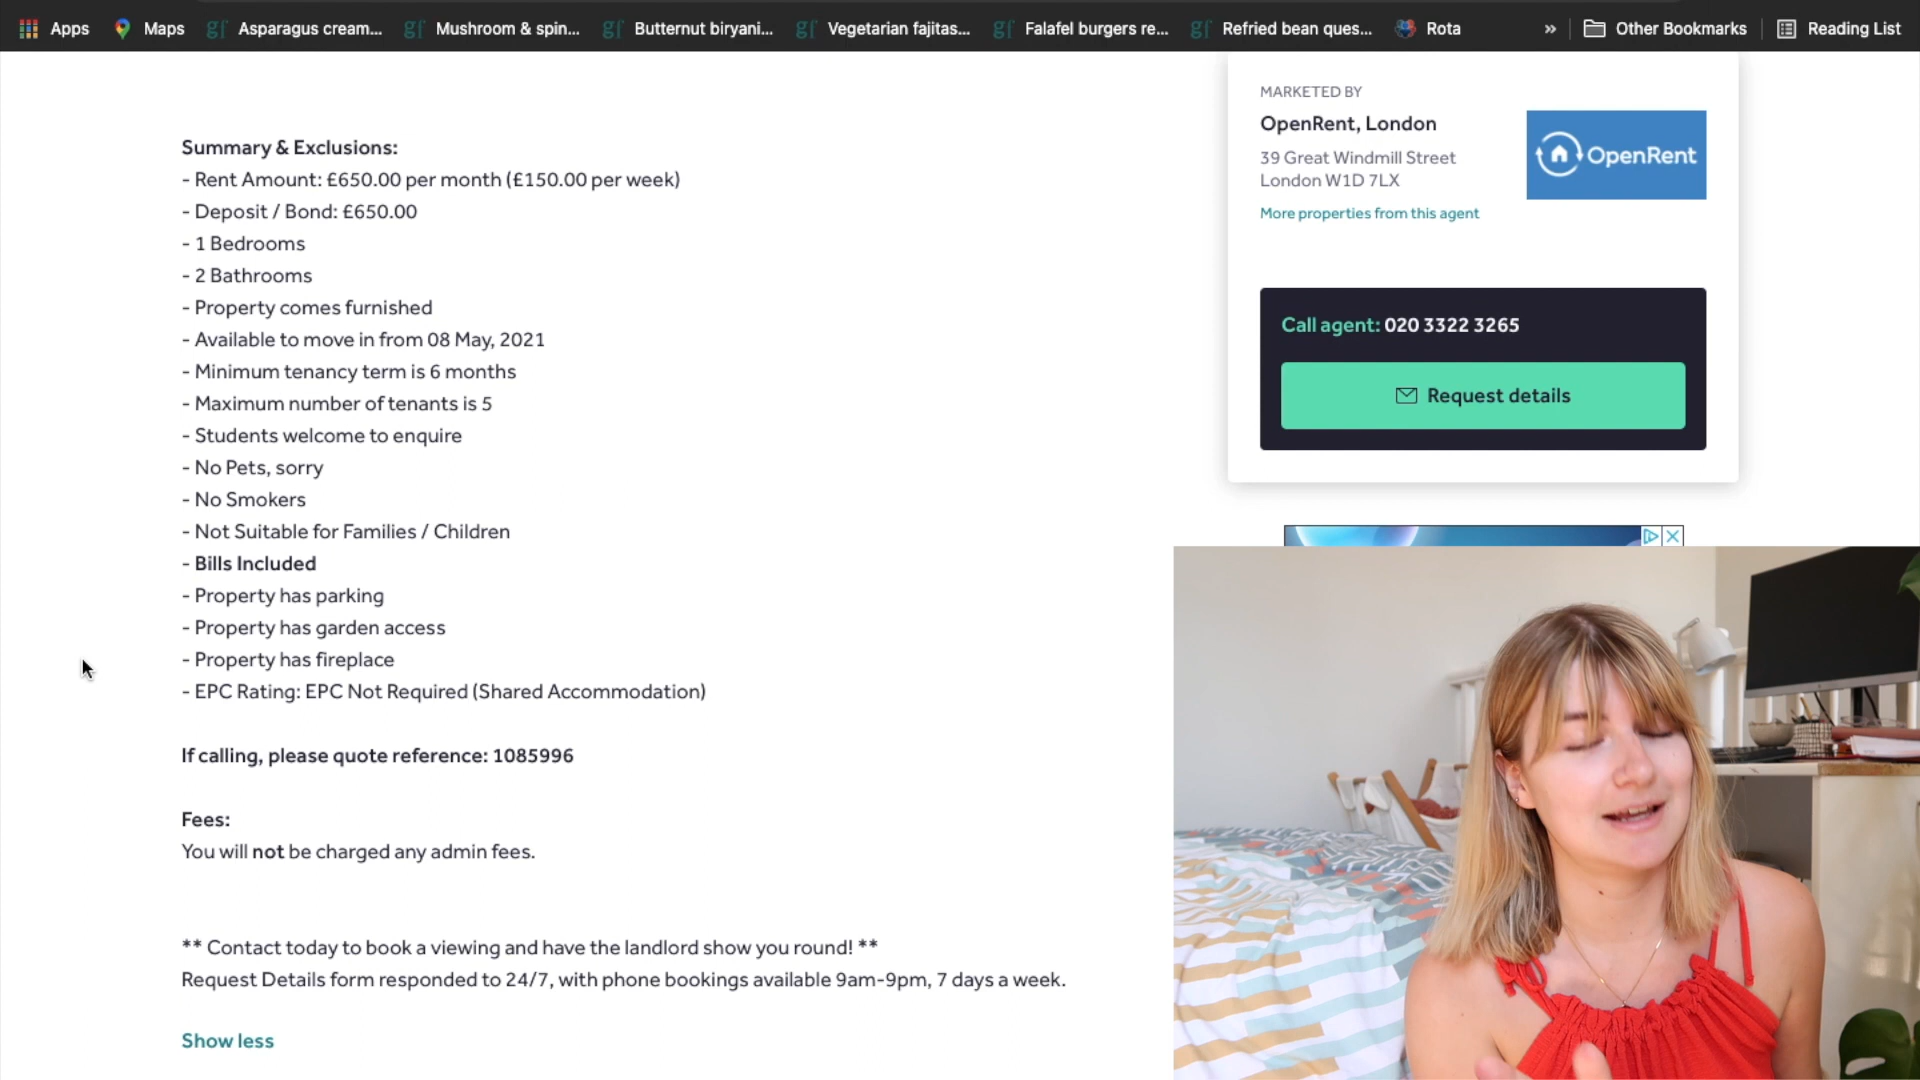 Apps
Maps
gf Asparagus cream...
gf Mushroom & spin...
gf Butternut biryani...
gf Vegetarian fajitas...
gf Falafel burgers re...
gf Refried bean ques...
Rota
»
Other Bookmarks
Reading List
Summary & Exclusions:
- Rent Amount: £650.00 per month (£150.00 per week)
- Deposit / Bond: £650.00
- 1 Bedrooms
- 2 Bathrooms
- Property comes furnished
- Available to move in from 08 May, 2021
- Minimum tenancy term is 6 months
- Maximum number of tenants is 5
- Students welcome to enquire
- No Pets, sorry
- No Smokers
- Not Suitable for Families / Children
- Bills Included
- Property has parking
- Property has garden access
- Property has fireplace
- EPC Rating: EPC Not Required (Shared Accommodation)
If calling, please quote reference: 1085996
Fees:
You will not be charged any admin fees.
** Contact today to book a viewing and have the landlord show you round! **
Request Details form responded to 24/7, with phone bookings available 9am-9pm, 7 days a week.
Show less
MARKETED BY
OpenRent, London
39 Great Windmill Street
London W1D 7LX
More properties from this agent
OpenRent
Call agent: 020 3322 3265
Request details